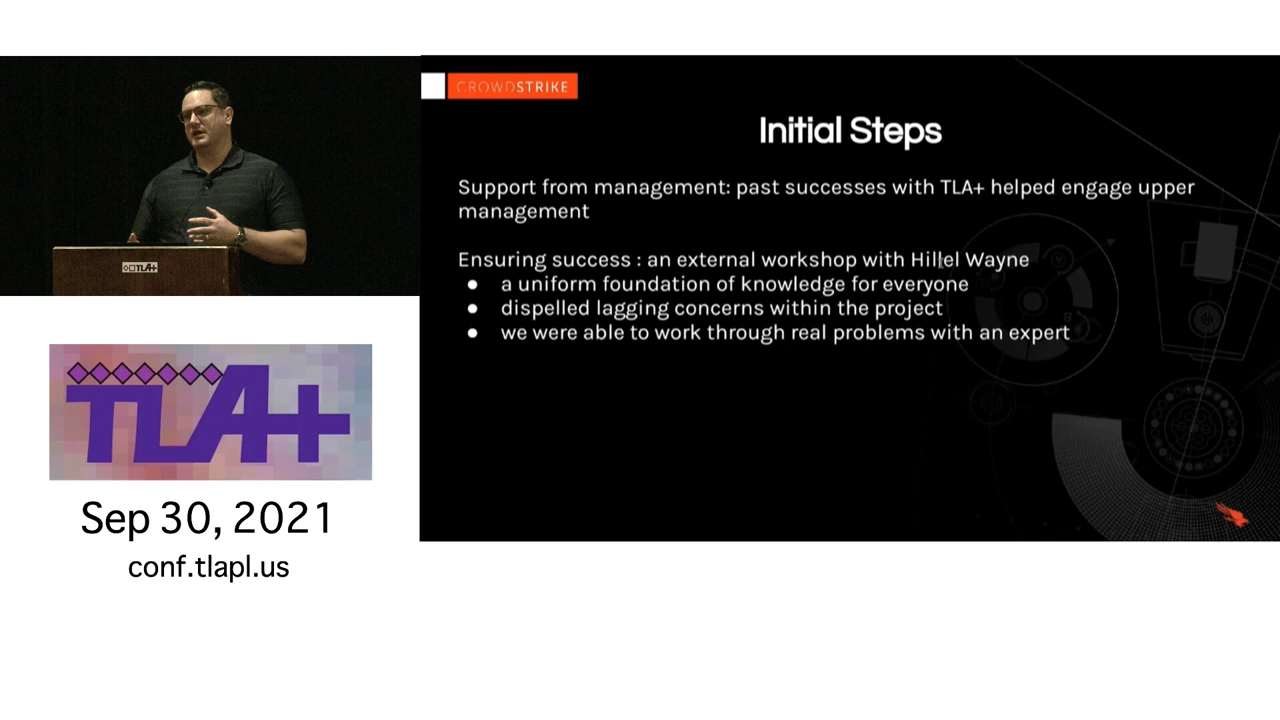 CROWDSTRIKE
Initial Steps
Support from management: past successes with TLA+ helped engage upper
management
Ensuring success : an external workshop with Hillel Wayne
● a uniform foundation of knowledge for everyone
● dispelled lagging concerns within the project
● we were able to work through real problems with an expert
TLA+
TLA+
Sep 30, 2021
conf.tlapl.us